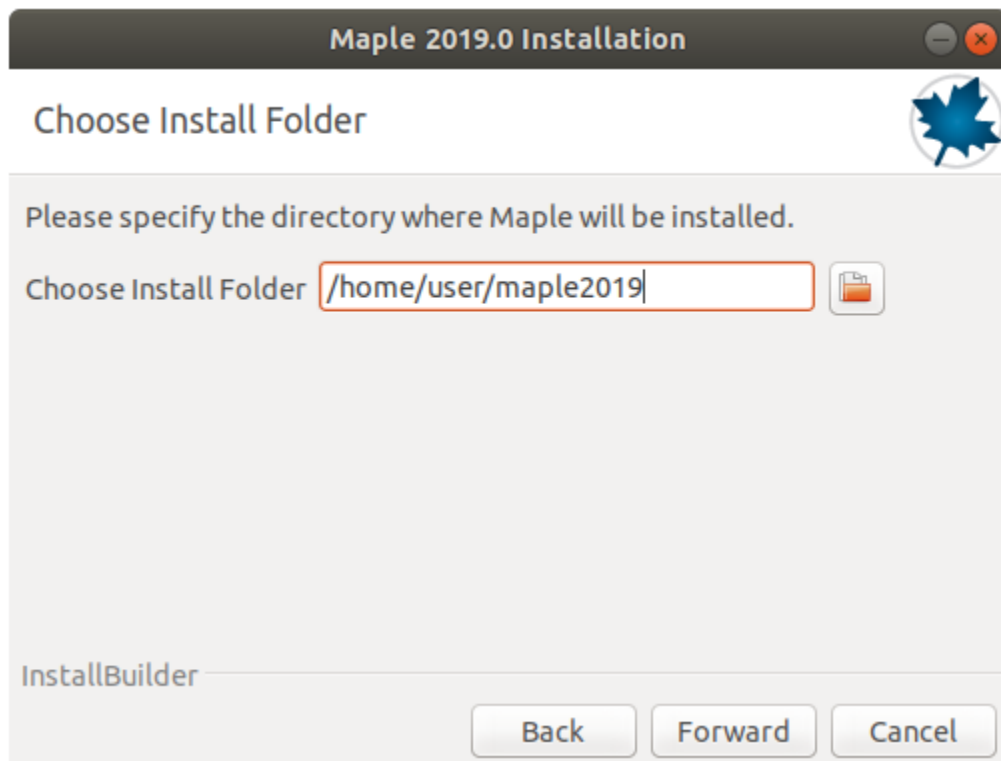 Maple 2019.0 Installation
Choose Install Folder
Please specify the directory where Maple will be installed.
Choose Install Folder /home/user/maple2019
InstallBuilder
Back Forward Cancel